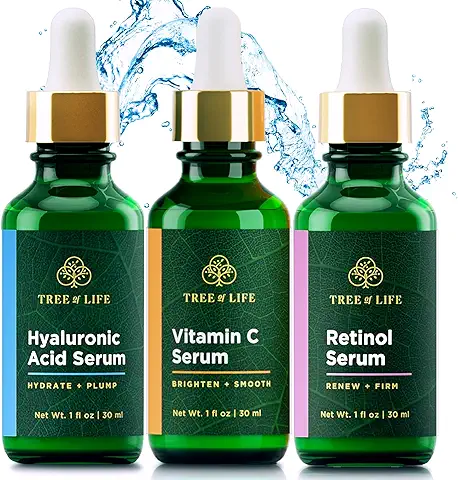 TREE of LIFE
Hyaluronic
Acid Serum
HYDRATE + PLUMP
Net Wt. 1 fl oz | 30 ml
TREE of LIFE
Vitamin C
Serum
BRIGHTEN + SMOOTH
Net Wt. 1 fl oz | 30 ml
TREE of LIFE
Retinol
Serum
RENEW + FIRM
Net Wt. 1 fl oz | 30 ml